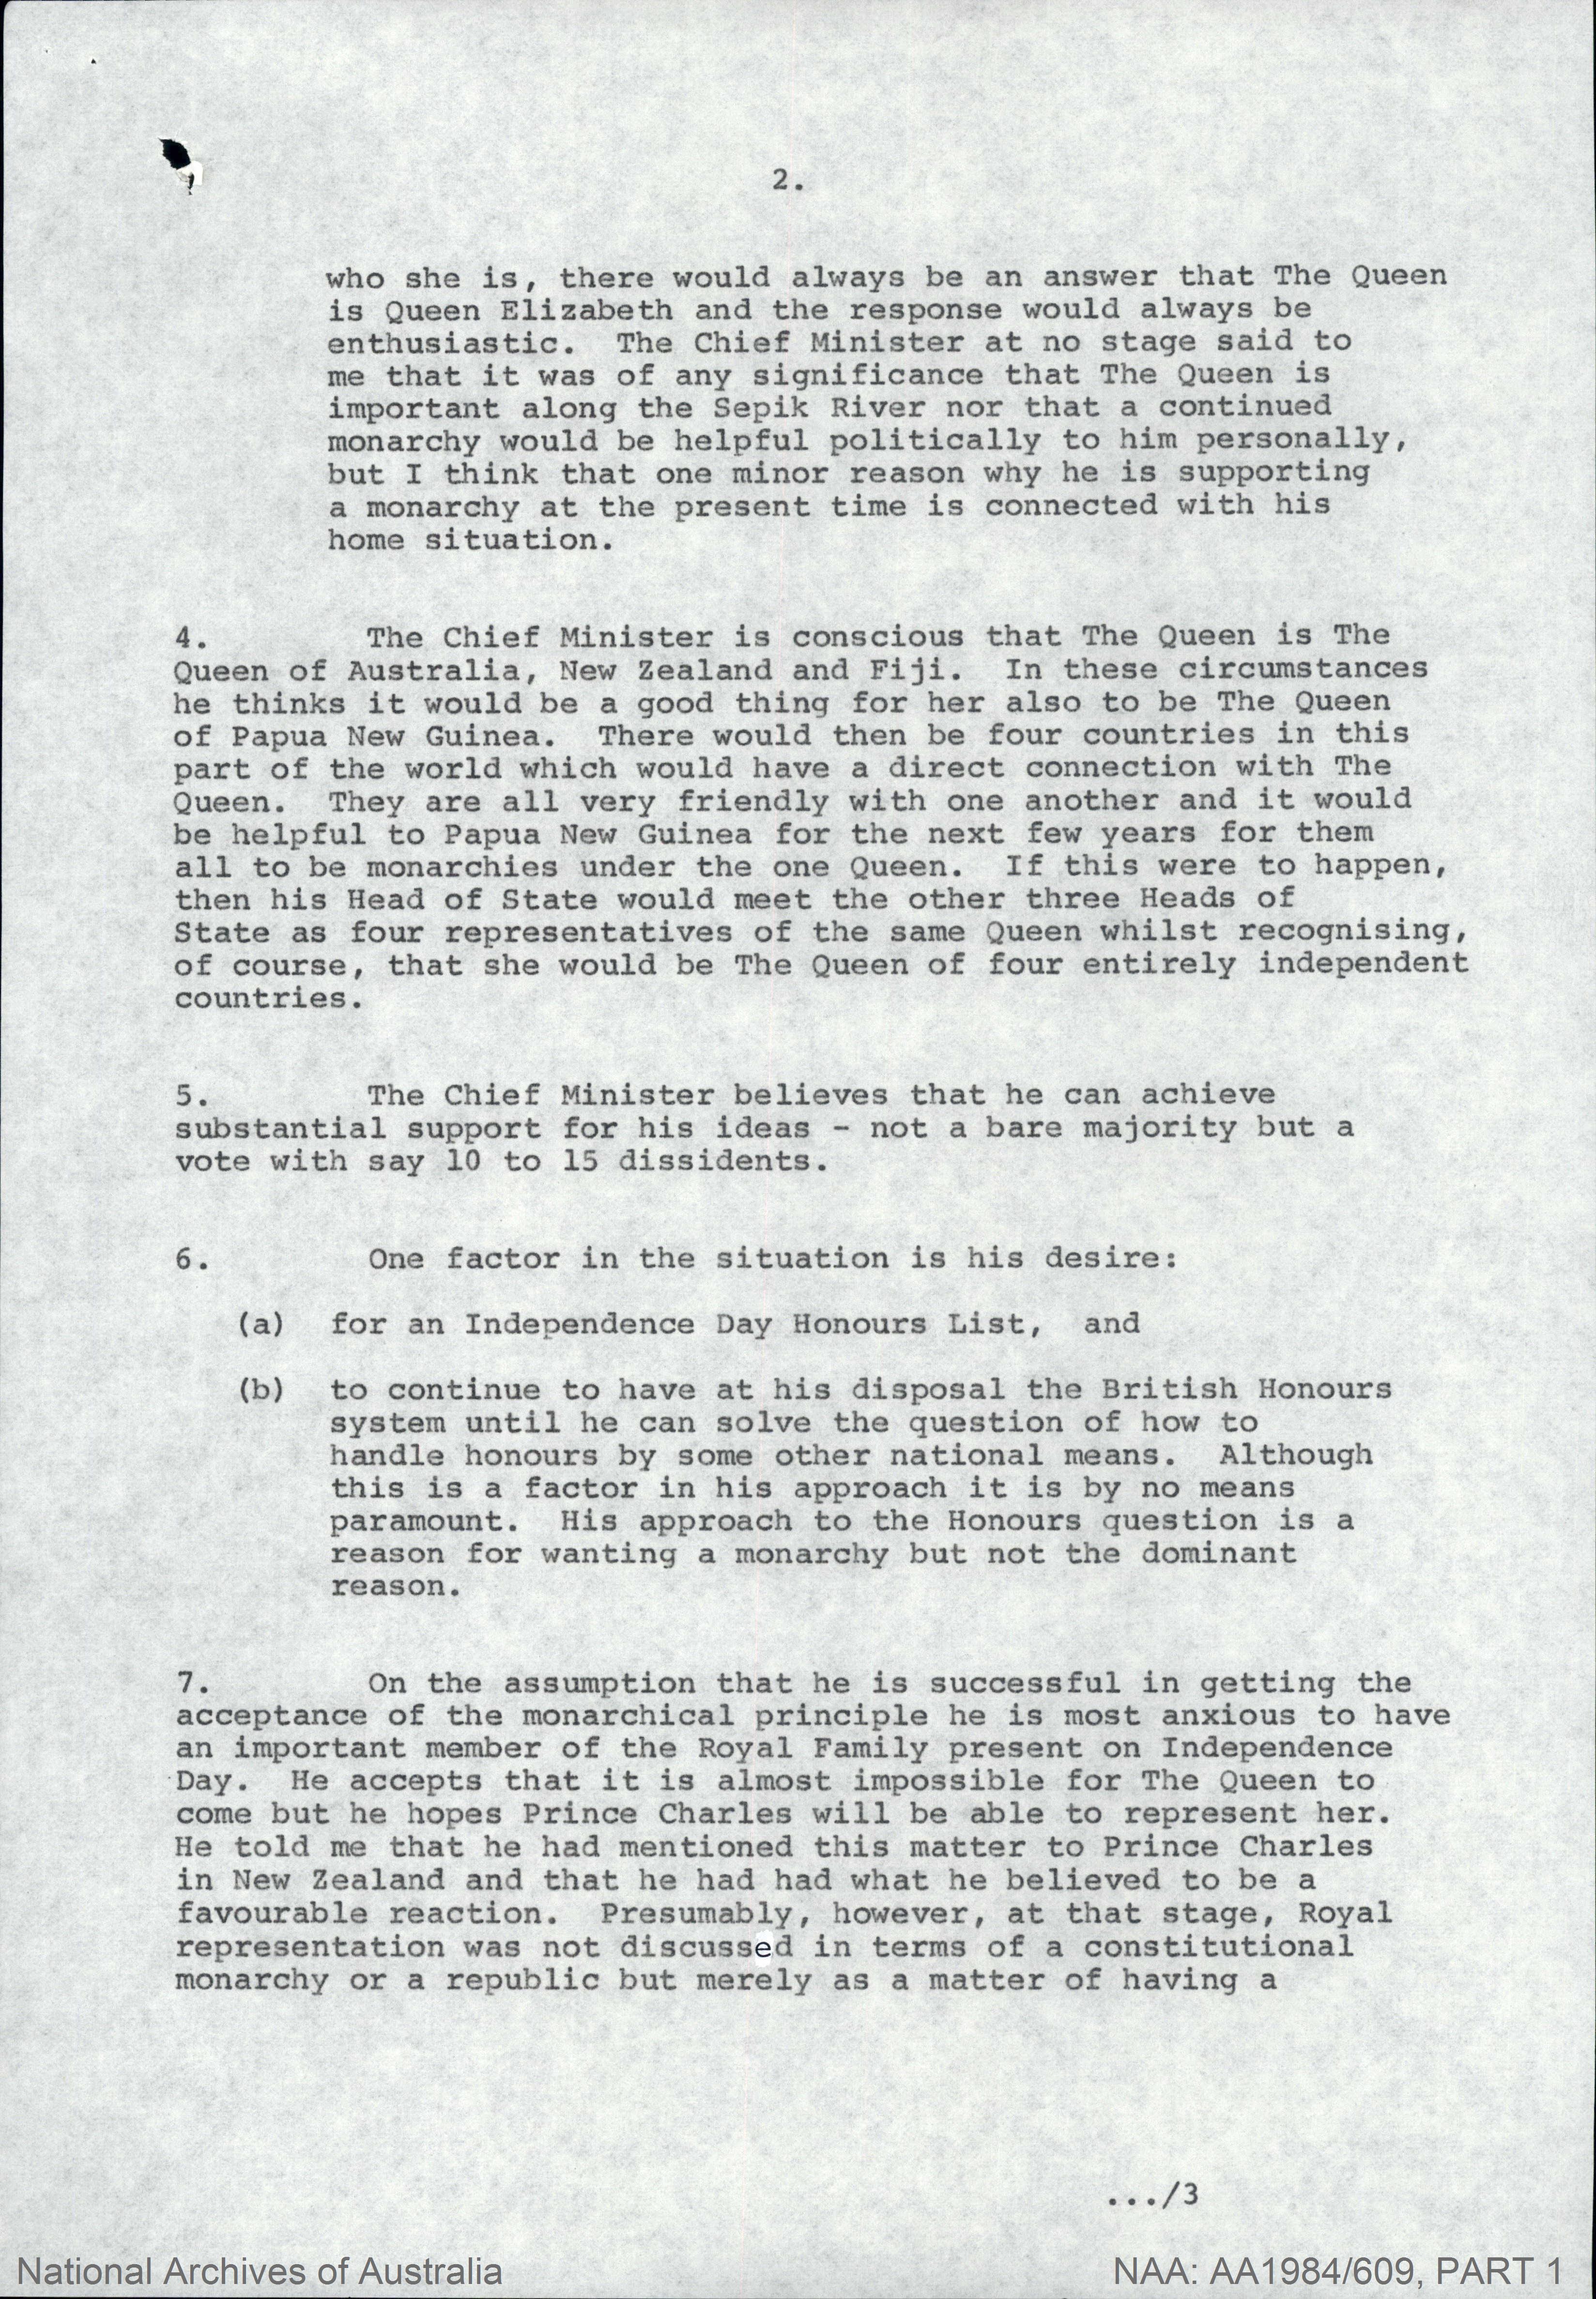 2.
who she is, there would always be an answer that The Queen
is Queen Elizabeth and the response would always be
enthusiastic. The Chief Minister at no stage said to
me that it was of any significance that The Queen is
important along the Sepik River nor that a continued
monarchy would be helpful politically to him personally,
but I think that one minor reason why he is supporting
a monarchy at the present time is connected with his
home situation.
4. The Chief Minister is conscious that The Queen is The
Queen of Australia, New Zealand and Fiji. In these circumstances
he thinks it would be a good thing for her also to be The Queen
of Papua New Guinea. There would then be four countries in this
part of the world which would have a direct connection with The
Queen. They are all very friendly with one another and it would
be helpful to Papua New Guinea for the next few years for them
all to be monarchies under the one Queen. If this were to happen,
then his Head of State would meet the other three Heads of
State as four representatives of the same Queen whilst recognising,
of course, that she would be The Queen of four entirely independent
countries.
5. The Chief Minister believes that he can achieve
substantial support for his ideas - not a bare majority but a
vote with say 10 to 15 dissidents.
6. One factor in the situation is his desire:
(a) for an Independence Day Honours List, and
(b) to continue to have at his disposal the British Honours
system until he can solve the question of how to
handle honours by some other national means. Although
this is a factor in his approach it is by no means
paramount. His approach to the Honours question is a
reason for wanting a monarchy but not the dominant
reason.
7. On the assumption that he is successful in getting the
acceptance of the monarchical principle he is most anxious to have
an important member of the Royal Family present on Independence
Day. He accepts that it is almost impossible for The Queen to
come but he hopes Prince Charles will be able to represent her.
He told me that he had mentioned this matter to Prince Charles
in New Zealand and that he had had what he believed to be a
favourable reaction. Presumably, however, at that stage, Royal
representation was not discussed in terms of a constitutional
monarchy or a republic but merely as a matter of having a
.../3
National Archives of Australia
NAA: AA1984/609, PART 1